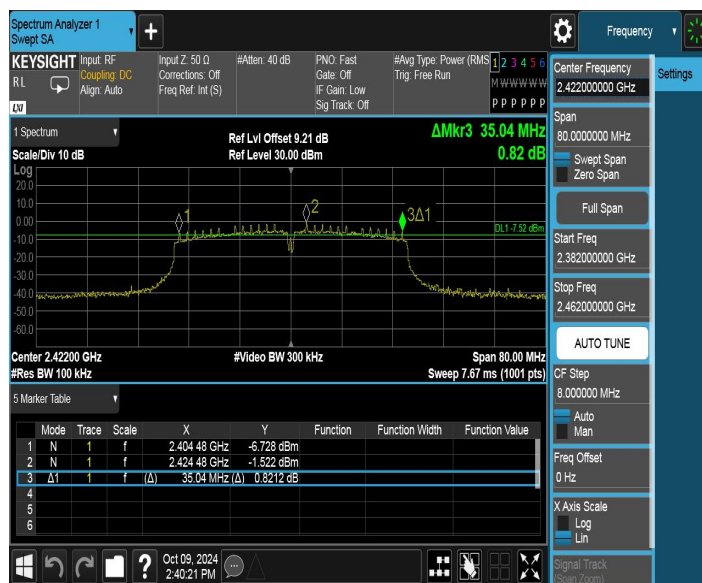 Spectrum Analyzer 1
Swept SA
+
Frequency
KEYSIGHT
R L
LXI
Input: RF
Coupling: DC
Align: Auto
Input Z: 50 Ω
Corrections: Off
Freq Ref: Int (S)
#Atten: 40 dB
PNO: Fast
Gate: Off
IF Gain: Low
Sig Track: Off
#Avg Type: Power (RMS
Trig: Free Run
1 2 3 4 5 6
M W W W W W
P P P P P P
Settings
1 Spectrum
Scale/Div 10 dB
Ref Lvl Offset 9.21 dB
Ref Level 30.00 dBm
ΔMkr3 35.04 MHz
0.82 dB
Log
20.0
10.0
0.00
-10.0
-20.0
-30.0
-40.0
-50.0
-60.0
1
2
3Δ1
DL1 -7.52 dBm
Center 2.42200 GHz
#Res BW 100 kHz
#Video BW 300 kHz
Span 80.00 MHz
Sweep 7.67 ms (1001 pts)
5 Marker Table
Mode Trace Scale X Y Function Function Width Function Value
1 N 1 f 2.404 48 GHz -6.728 dBm
2 N 1 f 2.424 48 GHz -1.522 dBm
3 Δ1 1 f (Δ) 35.04 MHz (Δ) 0.8212 dB
4
5
6
Center Frequency
2.422000000 GHz
Span
80.0000000 MHz
Swept Span
Zero Span
Full Span
Start Freq
2.382000000 GHz
Stop Freq
2.462000000 GHz
AUTO TUNE
CF Step
8.000000 MHz
Auto
Man
Freq Offset
0 Hz
X Axis Scale
Log
Lin
Signal Track
(Span Zoom)
?
Oct 09, 2024
2:40:21 PM